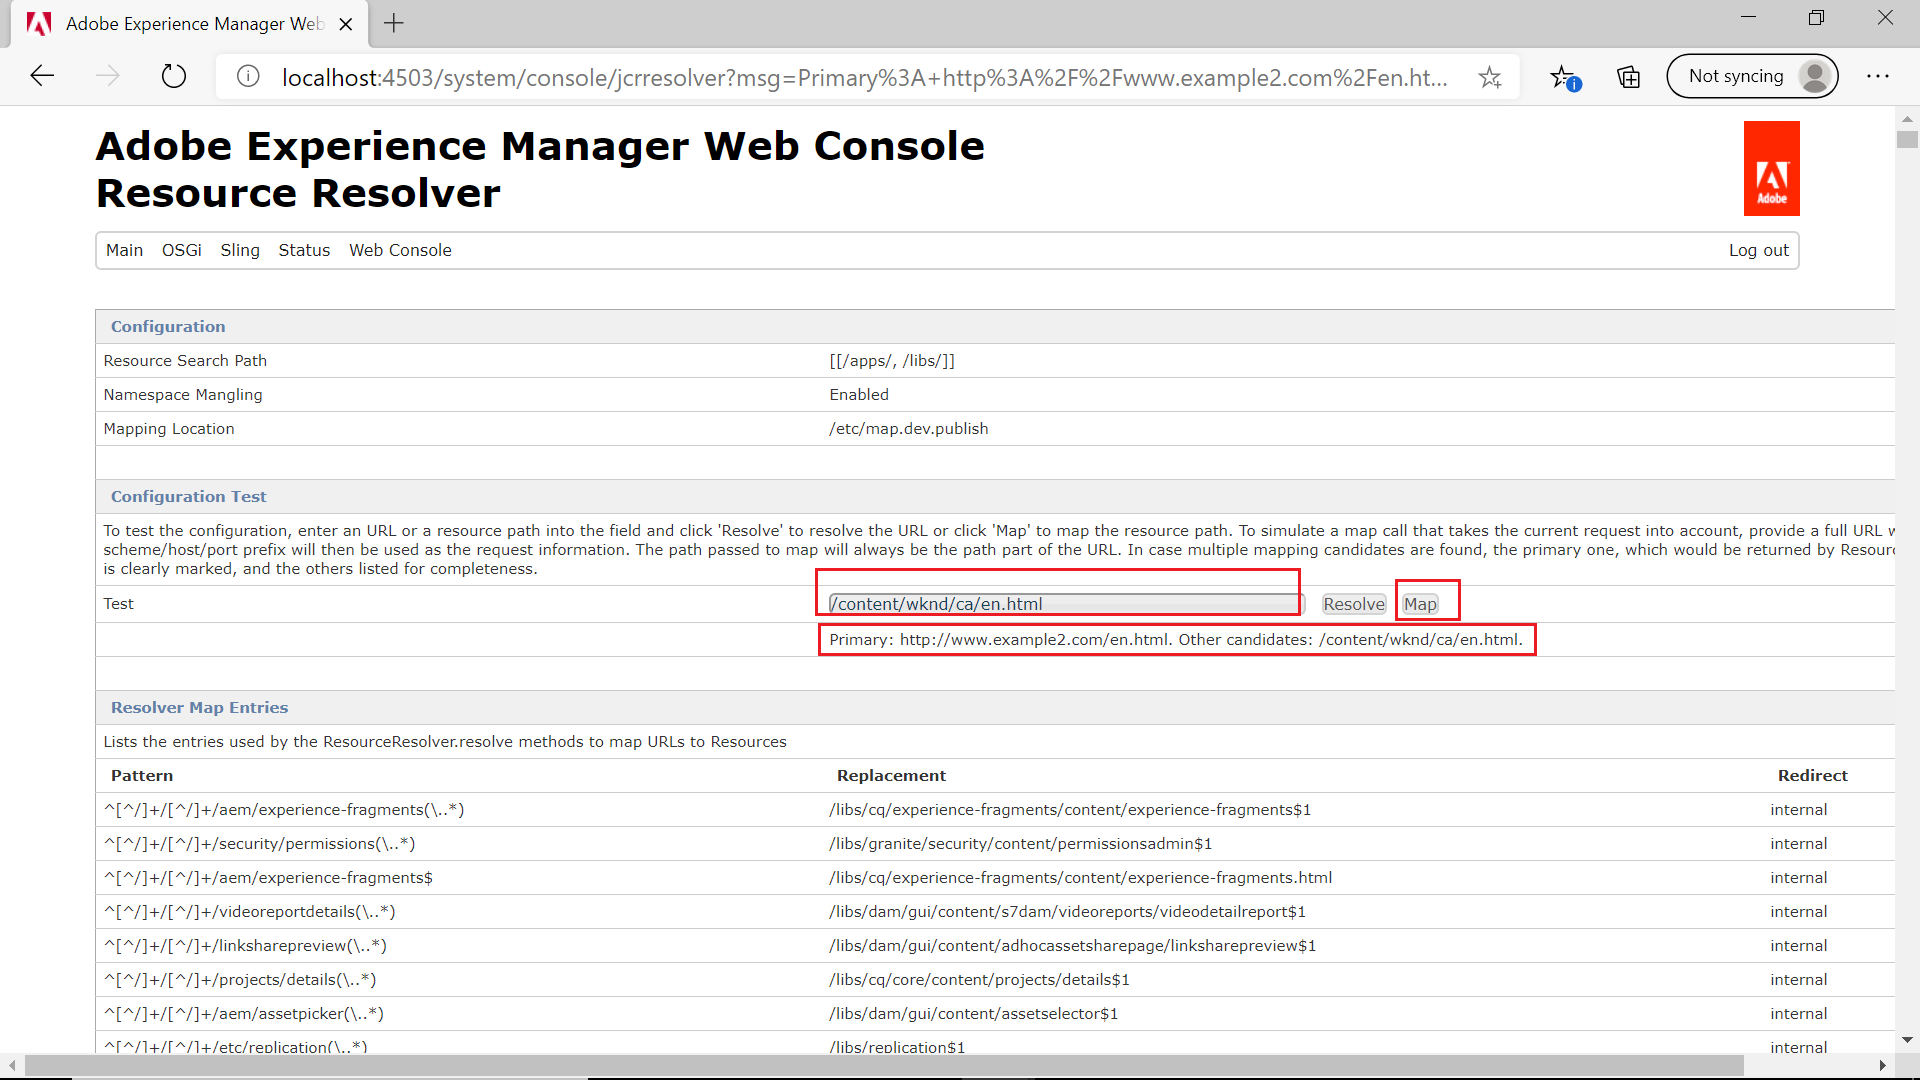 Adobe Experience Manager Web
localhost:4503/system/console/jcrresolver?msg=Primary%3A+http%3A%2F%2Fwww.example2.com%2Fen.ht...
Not syncing
Adobe Experience Manager Web Console
Resource Resolver
Adobe
Main OSGi Sling Status Web Console Log out
Configuration
Resource Search Path [[/apps/, /libs/]]
Namespace Mangling Enabled
Mapping Location /etc/map.dev.publish
Configuration Test
To test the configuration, enter an URL or a resource path into the field and click 'Resolve' to resolve the URL or click 'Map' to map the resource path. To simulate a map call that takes the current request into account, provide a full URL
scheme/host/port prefix will then be used as the request information. The path passed to map will always be the path part of the URL. In case multiple mapping candidates are found, the primary one, which would be returned by
is clearly marked, and the others listed for completeness.
Test /content/wknd/ca/en.html Resolve Map
Primary: http://www.example2.com/en.html. Other candidates: /content/wknd/ca/en.html.
Resolver Map Entries
Lists the entries used by the ResourceResolver.resolve methods to map URLs to Resources
Pattern Replacement Redirect
^[^/]+/[^/]+/aem/experience-fragments(\..*) /libs/cq/experience-fragments/content/experience-fragments$1 internal
^[^/]+/[^/]+/security/permissions(\..*) /libs/granite/security/content/permissionsadmin$1 internal
^[^/]+/[^/]+/aem/experience-fragments$ /libs/cq/experience-fragments/content/experience-fragments.html internal
^[^/]+/[^/]+/videoreportdetails(\..*) /libs/dam/gui/content/s7dam/videoreports/videodetailreport$1 internal
^[^/]+/[^/]+/linksharepreview(\..*) /libs/dam/gui/content/adhocassetsharepage/linksharepreview$1 internal
^[^/]+/[^/]+/projects/details(\..*) /libs/cq/core/content/projects/details$1 internal
^[^/]+/[^/]+/aem/assetpicker(\..*) /libs/dam/gui/content/assetselector$1 internal
^[^/]+/[^/]+/etc/replication(\..*) /libs/replication$1 internal